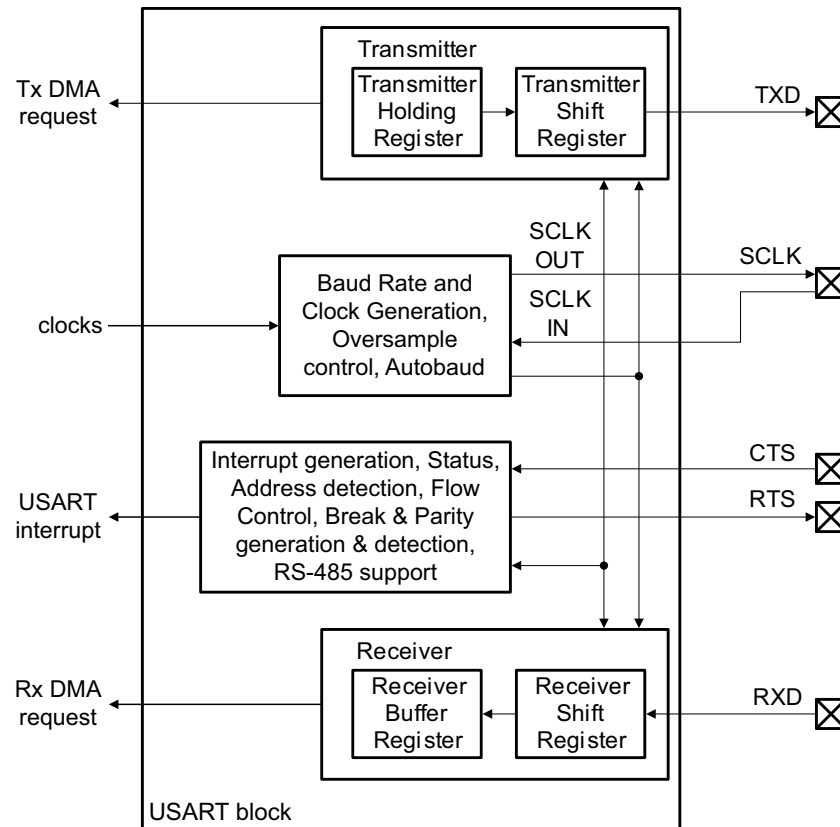 Transmitter
Transmitter
Holding
Register
Transmitter
Shift
Register
Tx DMA
request
TXD
SCLK
OUT
SCLK
Baud Rate and
Clock Generation,
Oversample
control, Autobaud
SCLK
IN
clocks
Interrupt generation, Status,
Address detection, Flow
Control, Break & Parity
generation & detection,
RS-485 support
CTS
RTS
USART
interrupt
Receiver
Receiver
Buffer
Register
Receiver
Shift
Register
Rx DMA
request
RXD
USART block